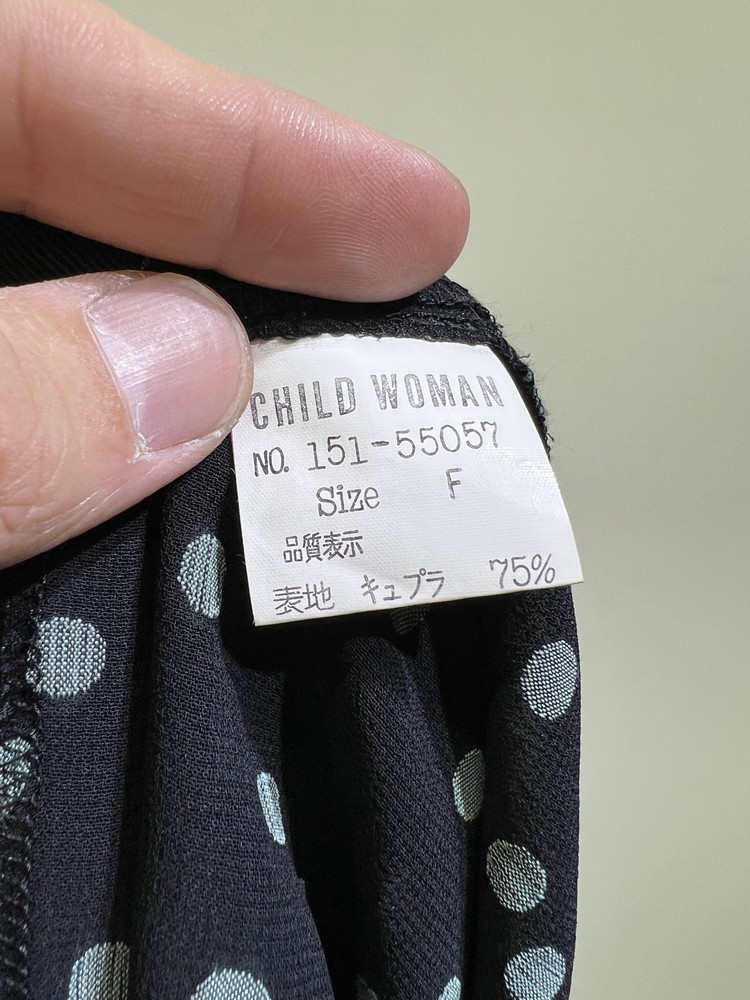 CHILD WOMAN
NO. 151-55057
Size F
品質表示
表地 キュプラ 75%